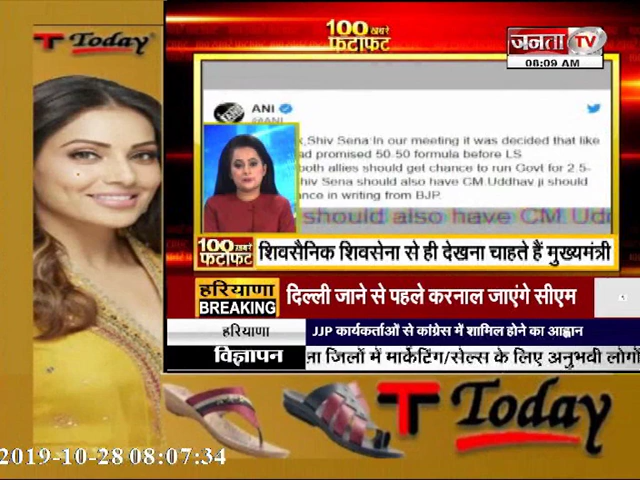 100 खबरें
फटाफट
जनता TV
08:09 AM
T Today
ANI
@ANI
,Shiv Sena:In our meeting it was decided that like
ad promised 50-50 formula before LS
both allies should get chance to run Govt for 2.5-
hiv Sena should also have CM.Uddhav ji should
ance in writing from BJP.
should also have CM.Udd
100 खबरें
फटाफट
शिवसैनिक शिवसेना से ही देखना चाहते हैं मुख्यमंत्री
हरियाणा
BREAKING
दिल्ली जाने से पहले करनाल जाएंगे सीएम
हरियाणा
JJP कार्यकर्ताओं से कांग्रेस में शामिल होने का आह्वान
विज्ञापन
ना जिलों में मार्केटिंग/सेल्स के लिए अनुभवी लोगों
T Today
2019-10-28 08:07:34